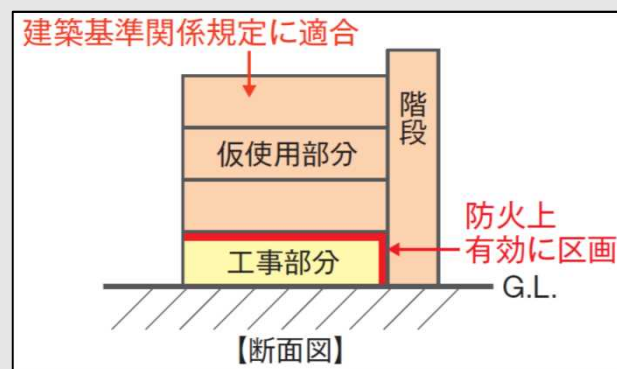 建築基準関係規定に適合
階段
仮使用部分
防火上
有効に区画
工事部分
G.L.
【断面図】